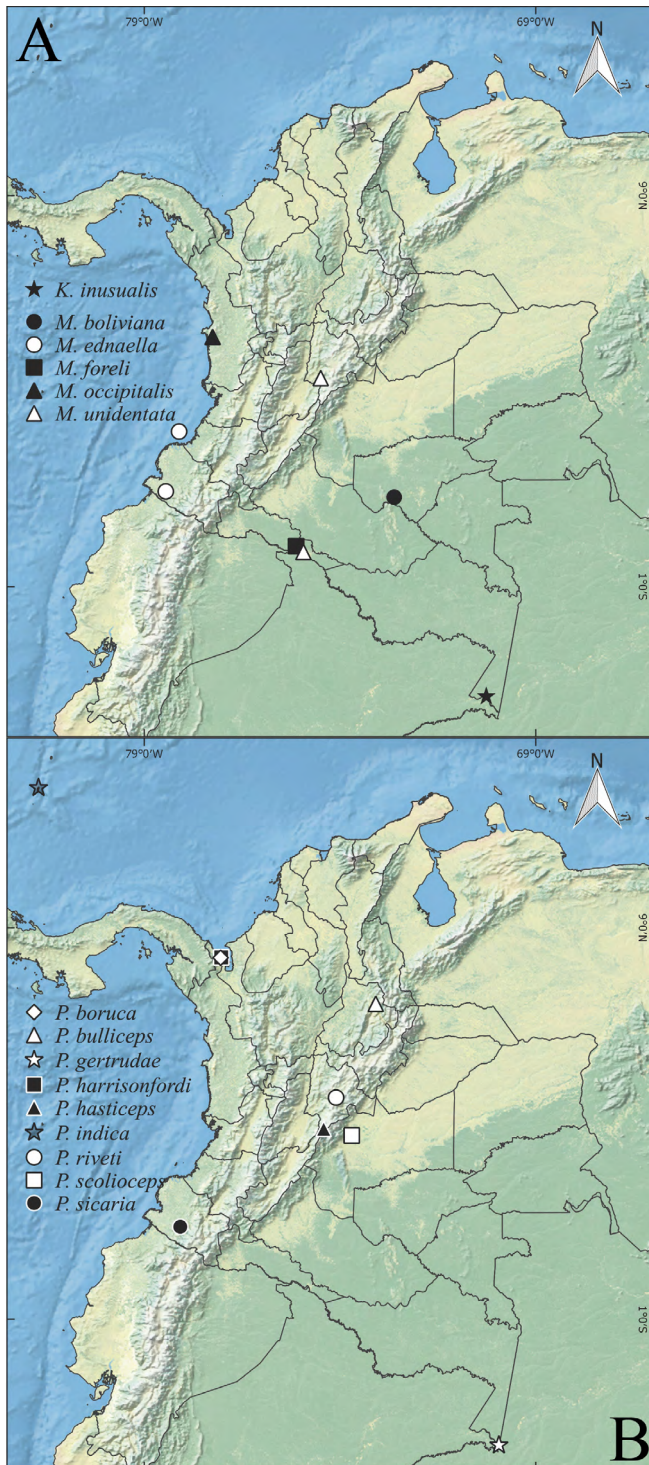 A
79°0'W
69°0'W
N
9°0'N
K. inusualis
M. boliviana
M. ednaella
M. foreli
M. occipitalis
M. unidentata
1°0'S
79°0'W
69°0'W
N
9°0'N
P. boruca
P. bulliceps
P. gertrudae
P. harrisonfordi
P. hasticeps
P. indica
P. riveti
P. scolioceps
P. sicaria
1°0'S
B